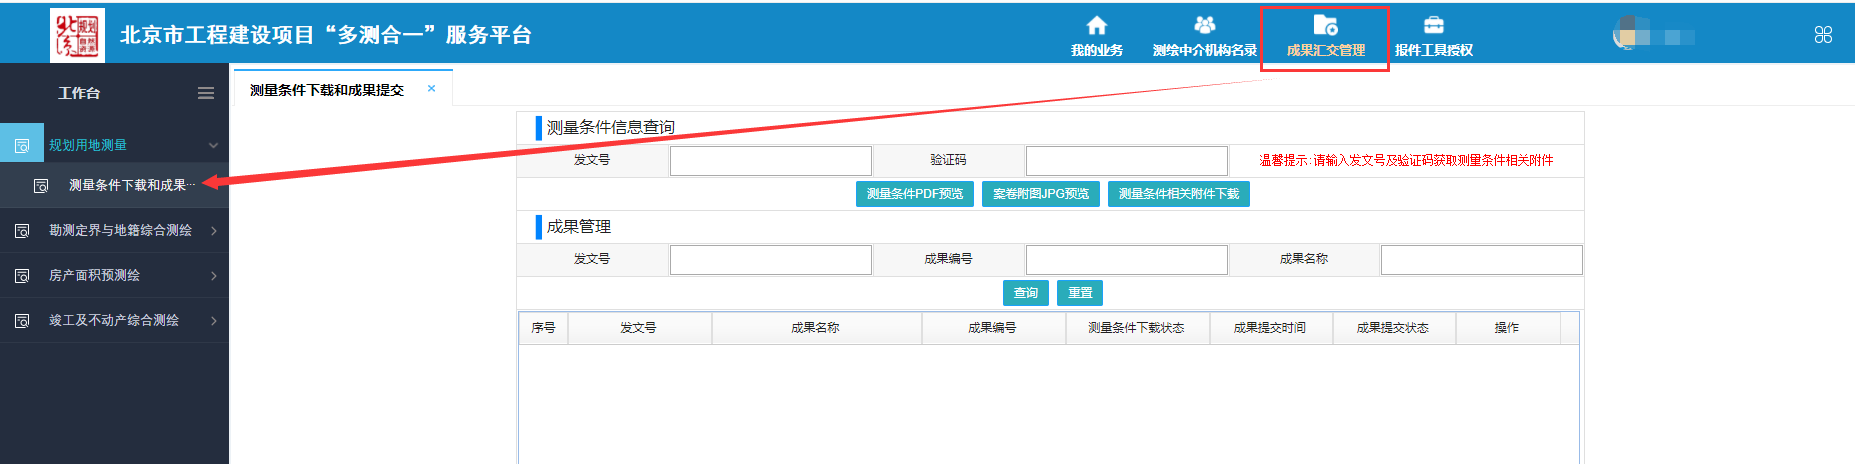 北京 规划 自然 资源
北京市工程建设项目“多测合一”服务平台
我的业务 测绘中介机构名录 成果汇交管理 报件工具授权
工作台
规划用地测量
测量条件下载和成果···
勘测定界与地籍综合测绘
房产面积预测绘
竣工及不动产综合测绘
测量条件下载和成果提交 ×
测量条件信息查询
发文号 验证码 温馨提示:请输入发文号及验证码获取测量条件相关附件
测量条件PDF预览 案卷附图JPG预览 测量条件相关附件下载
成果管理
发文号 成果编号 成果名称
查询 重置
序号 发文号 成果名称 成果编号 测量条件下载状态 成果提交时间 成果提交状态 操作